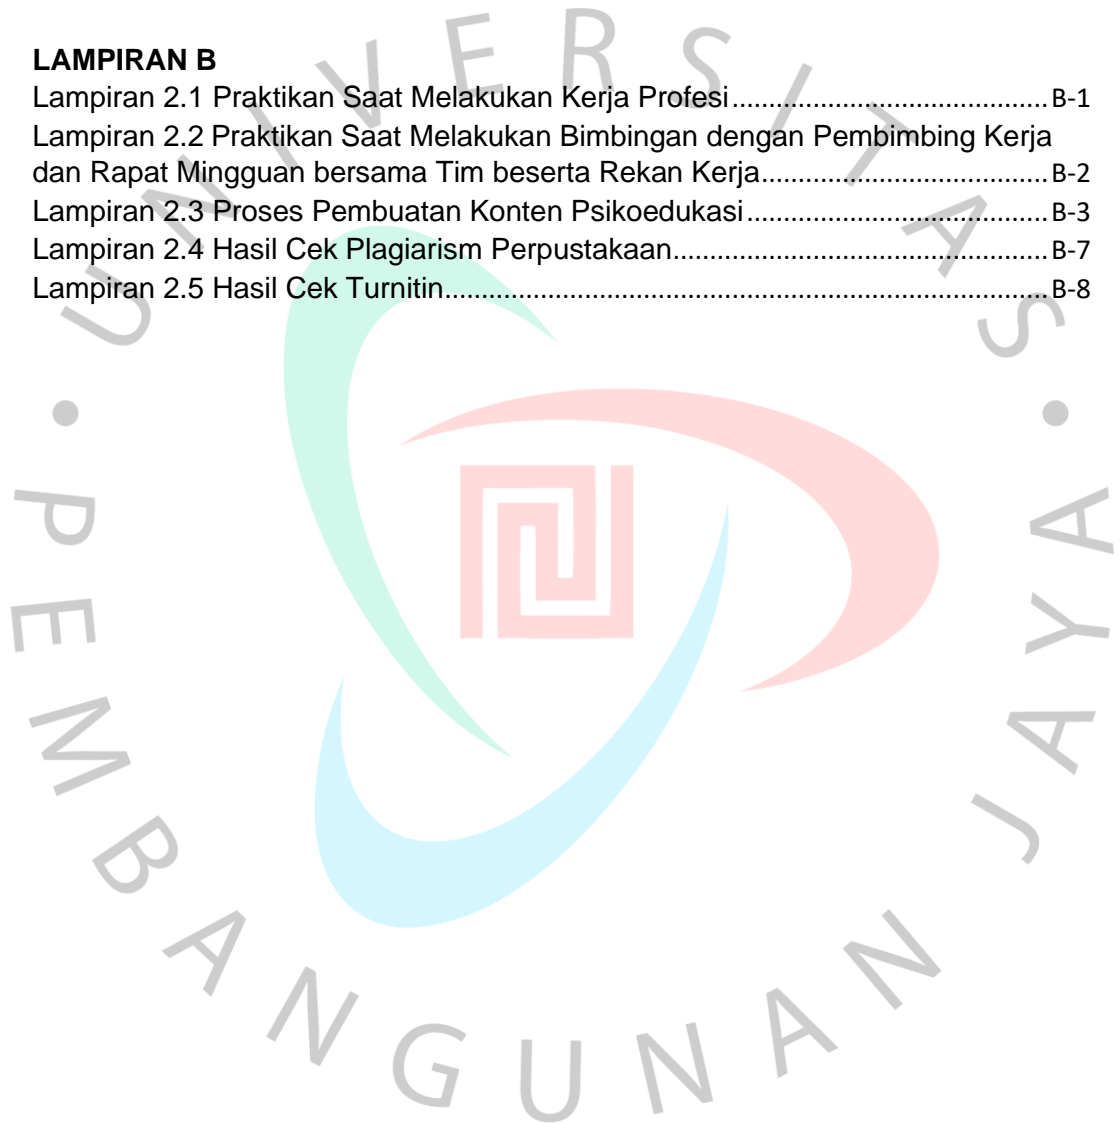 LAMPIRAN B
Lampiran 2.1 Praktikan Saat Melakukan Kerja Profesi....................................... B-1
Lampiran 2.2 Praktikan Saat Melakukan Bimbingan dengan Pembimbing Kerja
dan Rapat Mingguan bersama Tim beserta Rekan Kerja................................... B-2
Lampiran 2.3 Proses Pembuatan Konten Psikoedukasi..................................... B-3
Lampiran 2.4 Hasil Cek Plagiarism Perpustakaan.............................................. B-7
Lampiran 2.5 Hasil Cek Turnitin.......................................................................... B-8
UNIVERSITAS • PEMBANGUNAN JAYA •